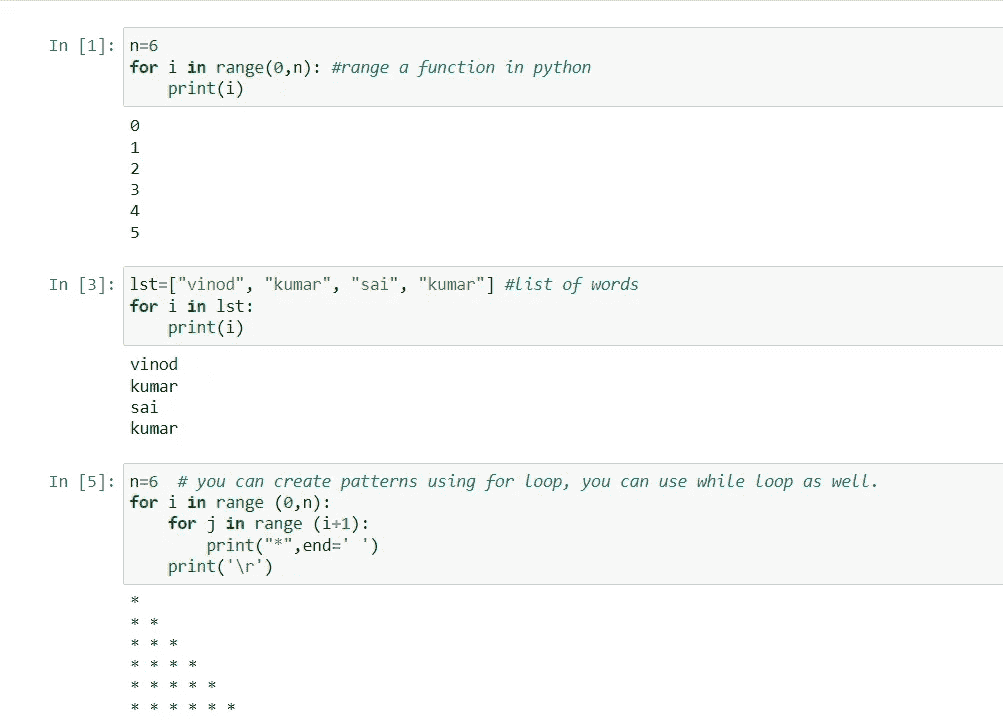 In [1]: n=6
for i in range(0,n): #range a function in python
    print(i)
0
1
2
3
4
5
In [3]: lst=["vinod", "kumar", "sai", "kumar"] #list of words
for i in lst:
    print(i)
vinod
kumar
sai
kumar
In [5]: n=6  # you can create patterns using for loop, you can use while loop as well.
for i in range (0,n):
    for j in range (i+1):
        print("*",end=' ')
    print('\r')
*
* *
* * *
* * * *
* * * * *
* * * * * *